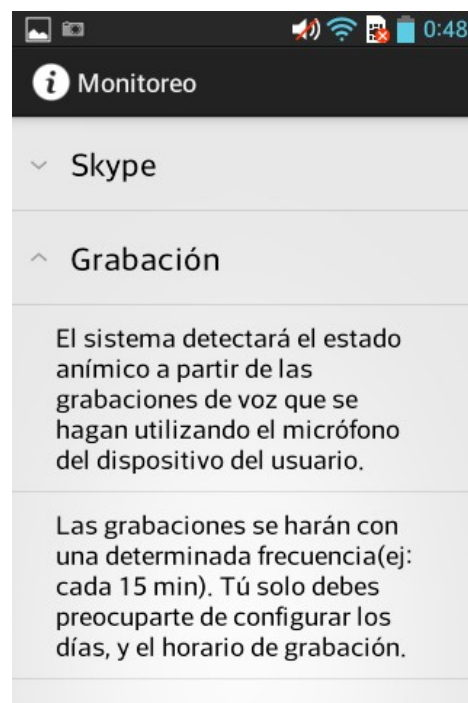 0:48
Monitoreo
Skype
Grabación
El sistema detectará el estado
anímico a partir de las
grabaciones de voz que se
hagan utilizando el micrófono
del dispositivo del usuario.
Las grabaciones se harán con
una determinada frecuencia(ej:
cada 15 min). Tú solo debes
preocuparte de configurar los
días, y el horario de grabación.